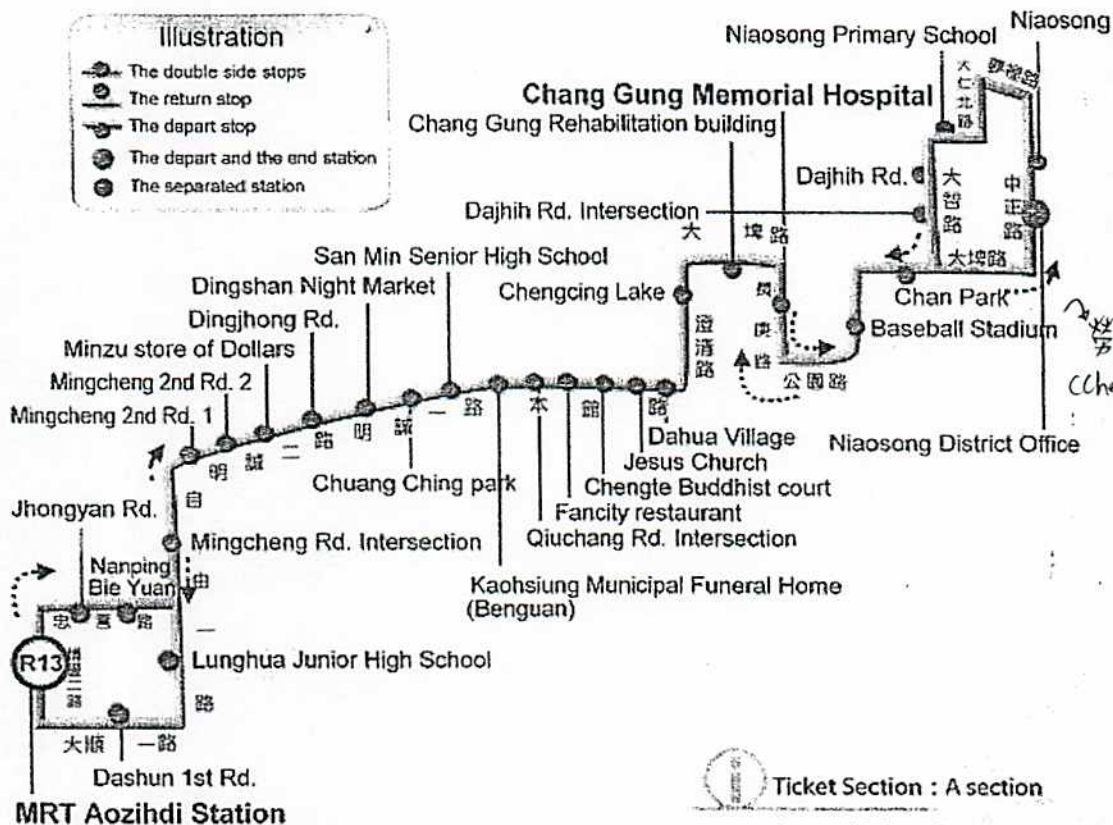 Illustration
The double side stops
The return stop
The depart stop
The depart and the end station
The separated station
Niaosong
Niaosong Primary School
大仁北路
Chang Gung Memorial Hospital
Chang Gung Rehabilitation building
Dajhih Rd.
大智路
中正路
Dajhih Rd. Intersection
大埤路
大埤路
San Min Senior High School
Chengcing Lake
Chan Park
Dingshan Night Market
長庚路
Baseball Stadium
Dingjhong Rd.
澄清路
Minzu store of Dollars
公園路
Mingcheng 2nd Rd. 2
Mingcheng 2nd Rd. 1
明誠二路
明誠一路
本館路
Niaosong District Office
Dahua Village
Jesus Church
Chuang Ching park
Chengte Buddhist court
Fancity restaurant
Qiuchang Rd. Intersection
Jhongyan Rd.
Mingcheng Rd. Intersection
自由一路
Nanping
Bie Yuan
Kaohsiung Municipal Funeral Home
(Benguan)
R13
Lunghua Junior High School
大順一路
Dashun 1st Rd.
Ticket Section : A section
MRT Aozihdi Station